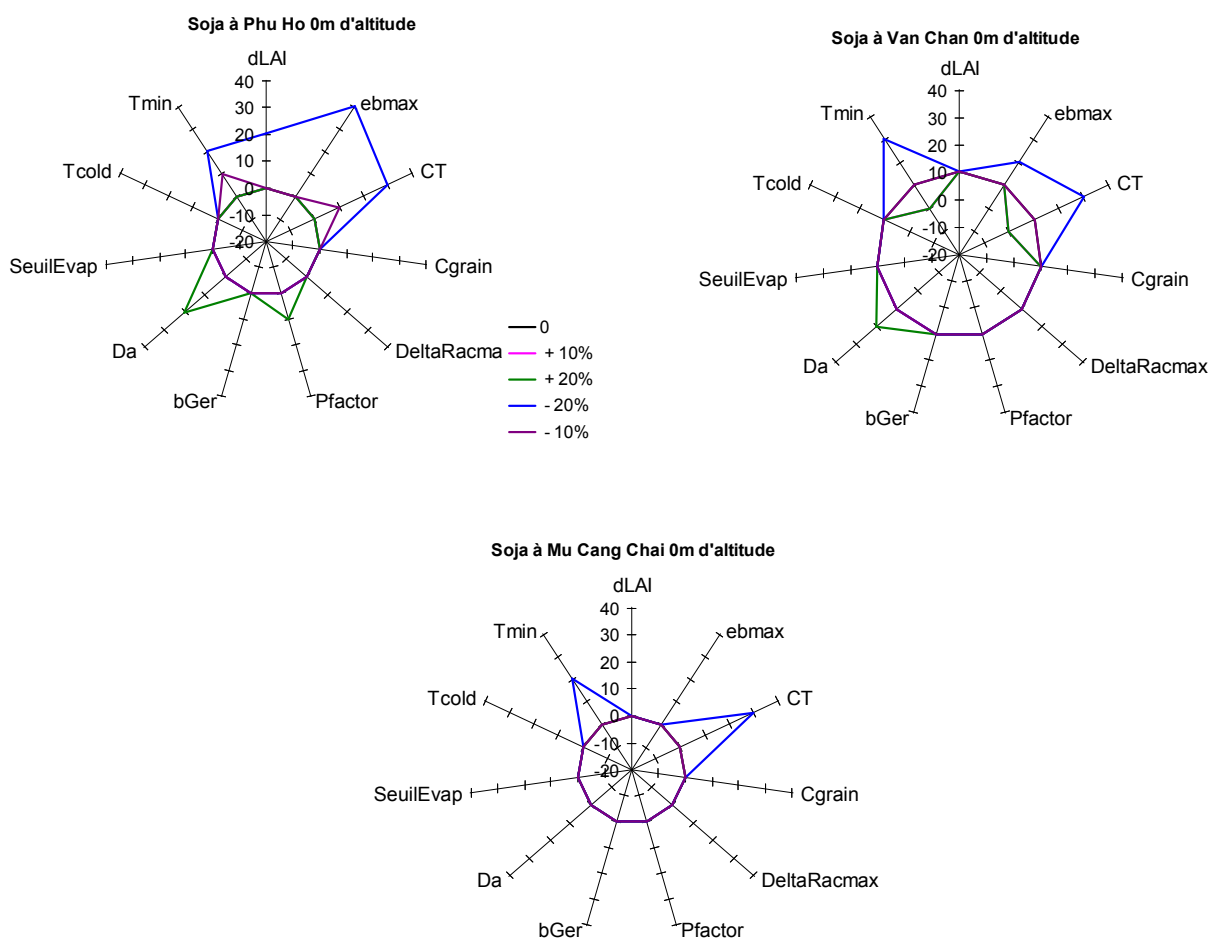 Soja à Phu Ho 0m d'altitude
dLAI
40
30
20
10
0
-10
-20
ebmax
CT
Cgrain
DeltaRacma
Pfactor
bGer
Da
SeuilEvap
Tcold
Tmin
0
+ 10%
+ 20%
- 20%
- 10%
Soja à Van Chan 0m d'altitude
dLAI
40
30
20
10
0
-10
-20
ebmax
CT
Cgrain
DeltaRacmax
Pfactor
bGer
Da
SeuilEvap
Tcold
Tmin
Soja à Mu Cang Chai 0m d'altitude
dLAI
40
30
20
10
0
-10
-20
ebmax
CT
Cgrain
DeltaRacmax
Pfactor
bGer
Da
SeuilEvap
Tcold
Tmin